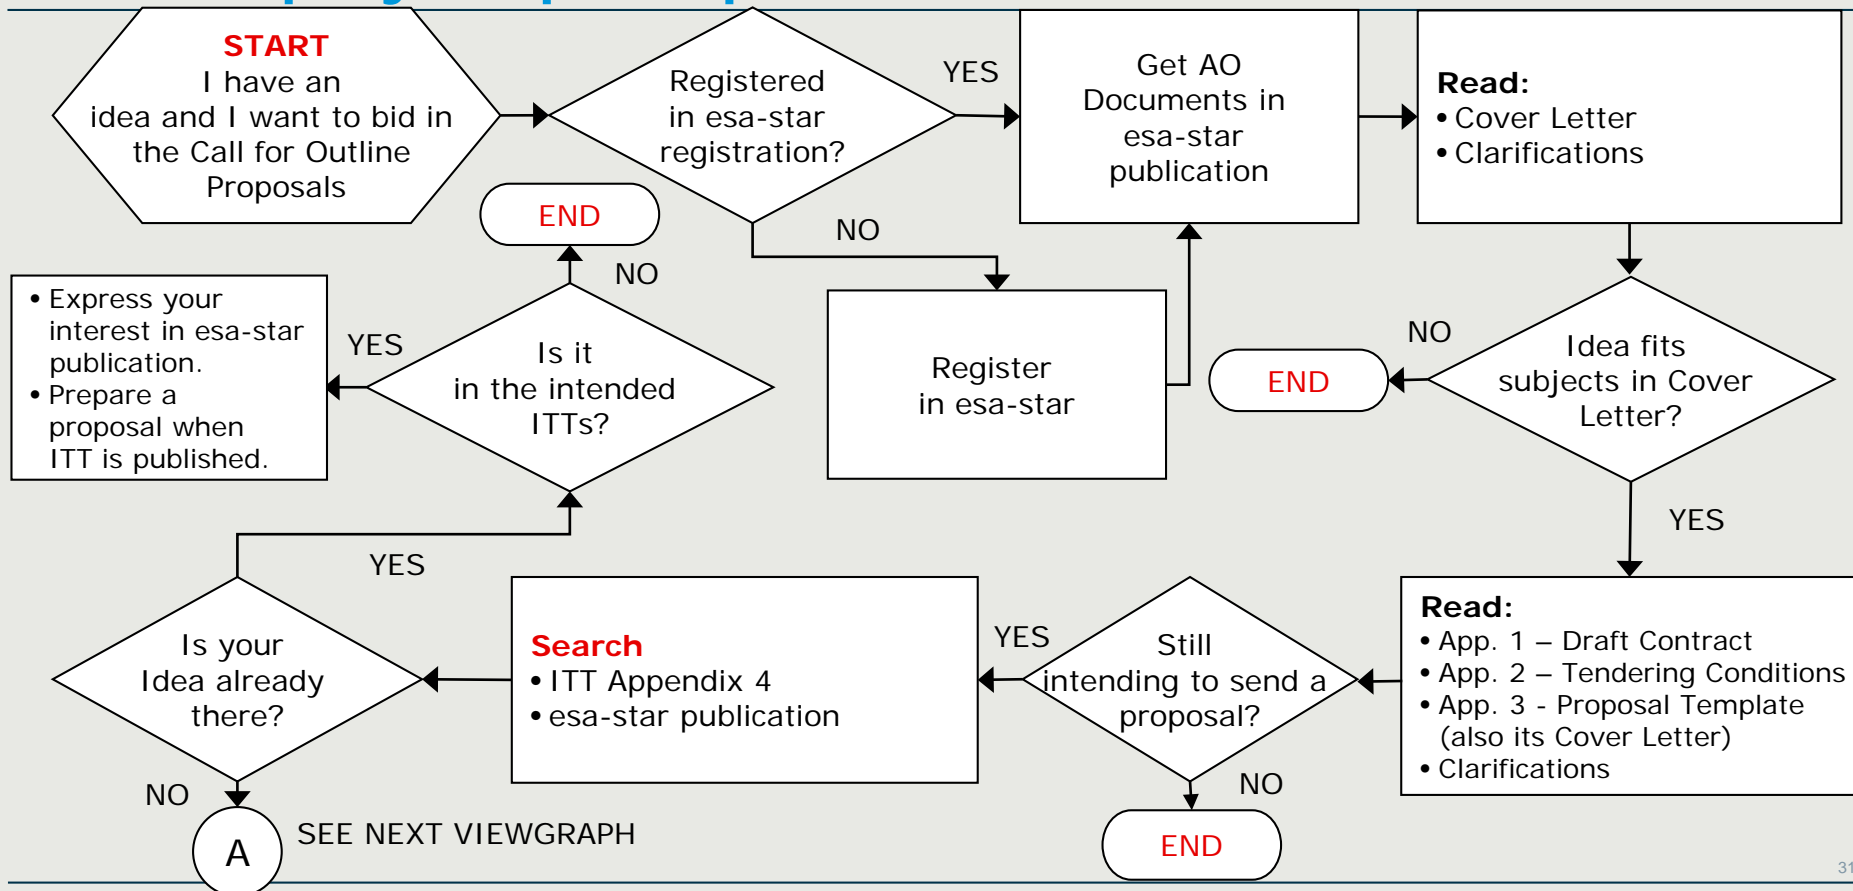 START
I have an
idea and I want to bid in
the Call for Outline
Proposals
Registered
in esa-star
registration?
YES
NO
Get AO
Documents in
esa-star
publication
Read:
• Cover Letter
• Clarifications
END
NO
• Express your
interest in esa-star
publication.
• Prepare a
proposal when
ITT is published.
YES
Is it
in the intended
ITTs?
Register
in esa-star
END
NO
Idea fits
subjects in Cover
Letter?
YES
YES
Is your
Idea already
there?
Search
• ITT Appendix 4
• esa-star publication
YES
Still
intending to send a
proposal?
Read:
• App. 1 – Draft Contract
• App. 2 – Tendering Conditions
• App. 3 - Proposal Template
(also its Cover Letter)
• Clarifications
NO
A
SEE NEXT VIEWGRAPH
NO
END
31